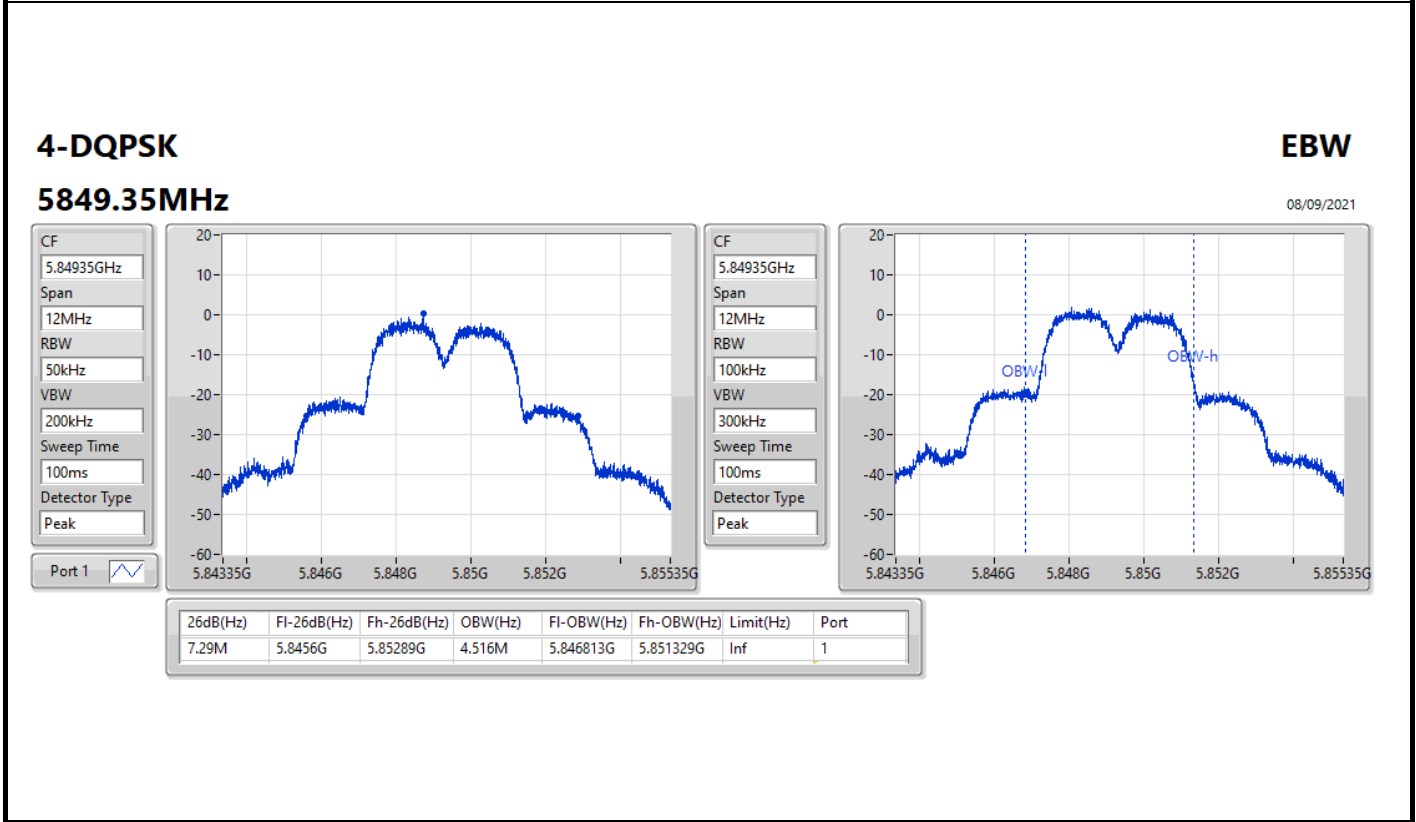 4-DQPSK
EBW
5849.35MHz
08/09/2021
CF
5.84935GHz
Span
12MHz
RBW
50kHz
VBW
200kHz
Sweep Time
100ms
Detector Type
Peak
Port 1
20
10
0
-10
-20
-30
-40
-50
-60
5.84335G 5.846G 5.848G 5.85G 5.852G 5.85535G
CF
5.84935GHz
Span
12MHz
RBW
100kHz
VBW
300kHz
Sweep Time
100ms
Detector Type
Peak
20
10
0
-10
-20
-30
-40
-50
-60
OBW-l
OBW-h
5.84335G 5.846G 5.848G 5.85G 5.852G 5.85535G
26dB(Hz) Fl-26dB(Hz) Fh-26dB(Hz) OBW(Hz) Fl-OBW(Hz) Fh-OBW(Hz) Limit(Hz) Port
7.29M 5.8456G 5.85289G 4.516M 5.846813G 5.851329G Inf 1